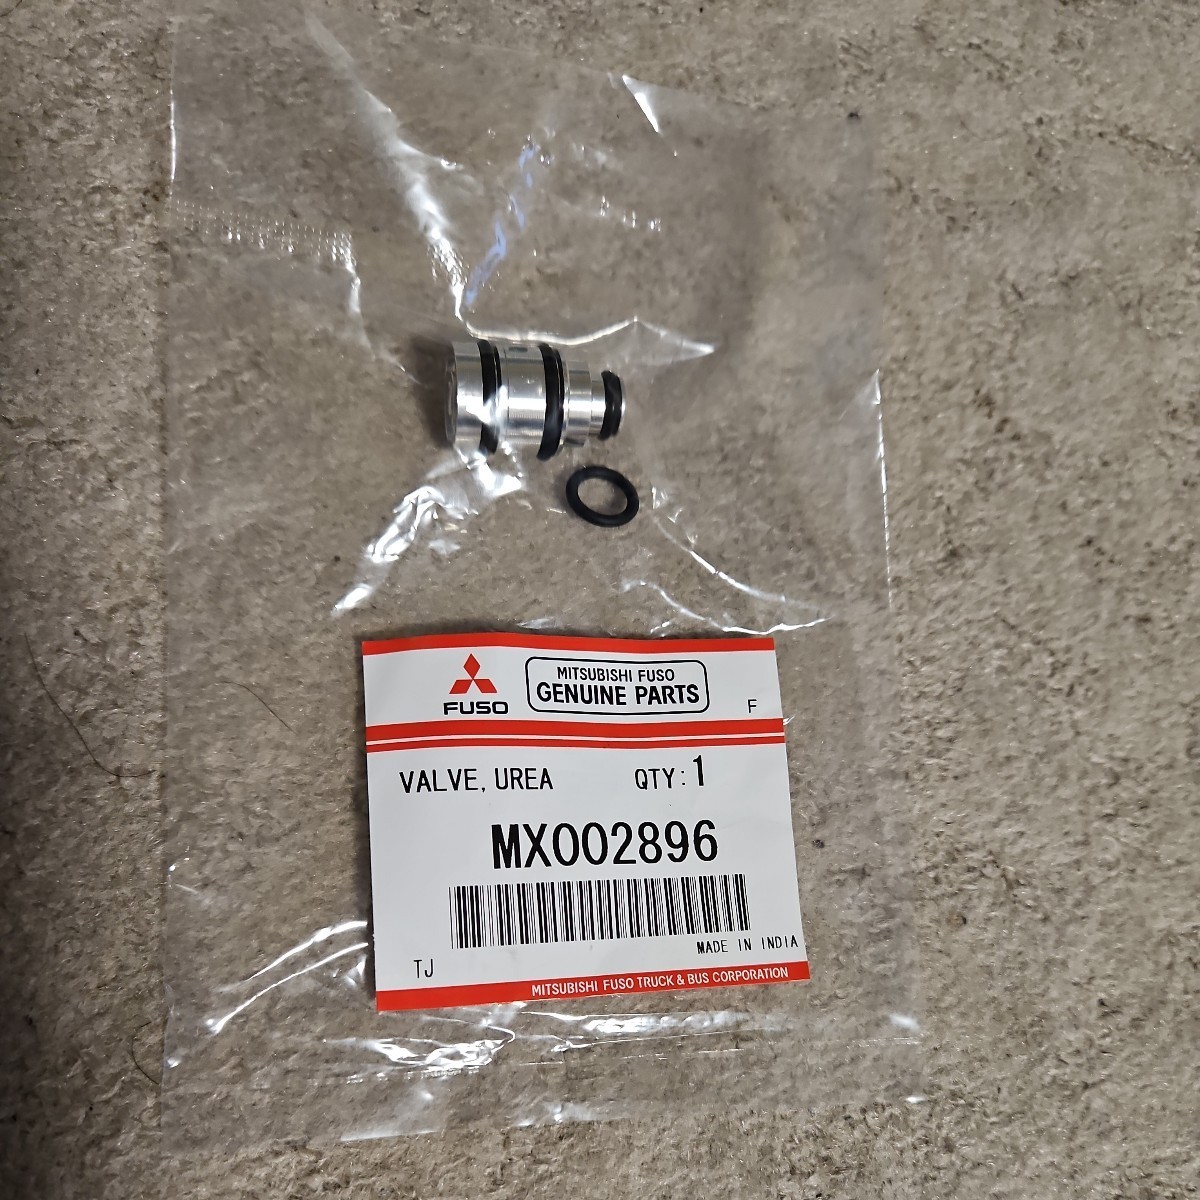 FUSO
MITSUBISHI FUSO
GENUINE PARTS
F
VALVE, UREA QTY: 1
MX002896
MADE IN INDIA
TJ
MITSUBISHI FUSO TRUCK & BUS CORPORATION